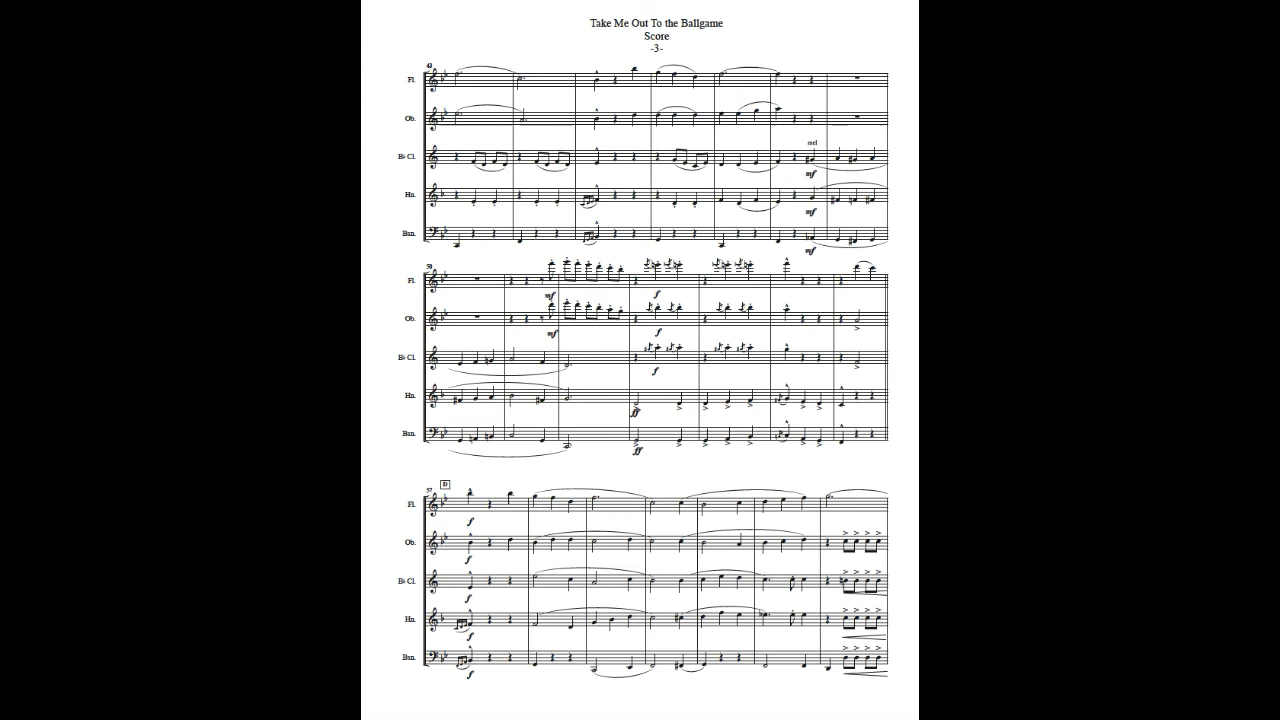 Take Me Out To the Ballgame
Score
-3-
43
Fl.
Ob.
mel
B♭ Cl.
mf
Hn.
mf
Bsn.
mf
50
Fl.
mf
f
Ob.
mf
f
B♭ Cl.
f
Hn.
ff
Bsn.
ff
D
57
Fl.
f
Ob.
f
B♭ Cl.
f
Hn.
f
Bsn.
f